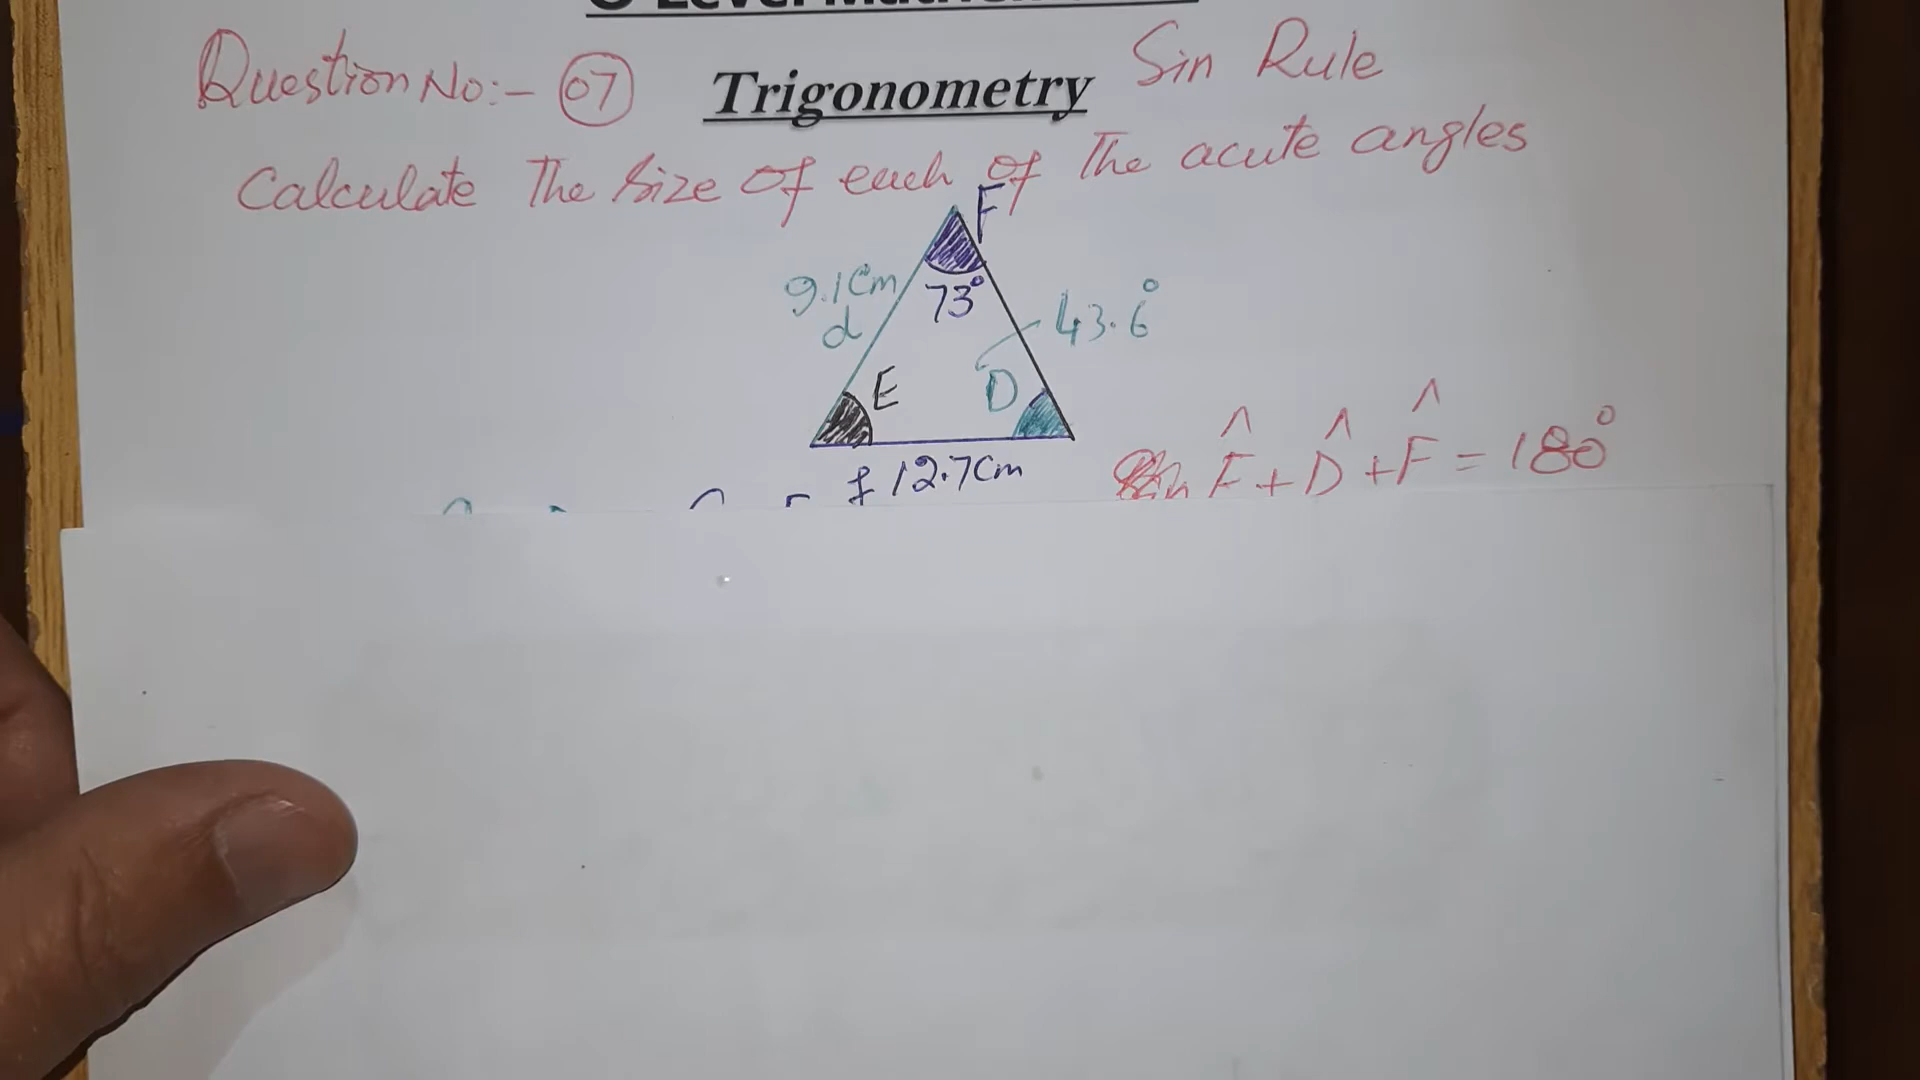 Question No:- 07 Trigonometry Sin Rule
Calculate The Size of each of The acute angles
F
9.1Cm
d
73°
43.6°
E
D
f 12.7Cm
F̂ + D̂ + F̂ = 180°